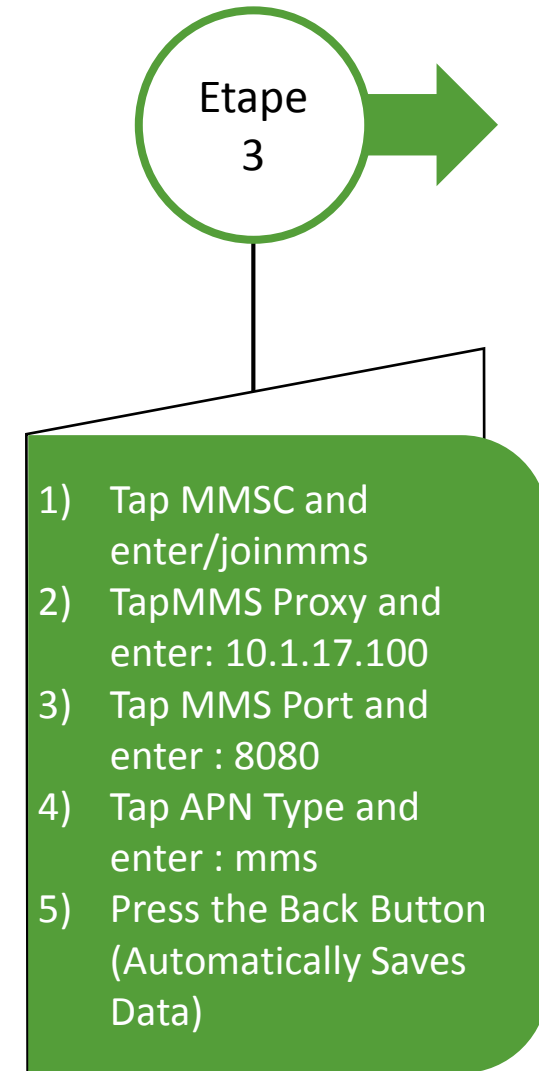 Etape
3
1) Tap MMSC and
enter/joinmms
2) TapMMS Proxy and
enter: 10.1.17.100
3) Tap MMS Port and
enter : 8080
4) Tap APN Type and
enter : mms
5) Press the Back Button
(Automatically Saves
Data)